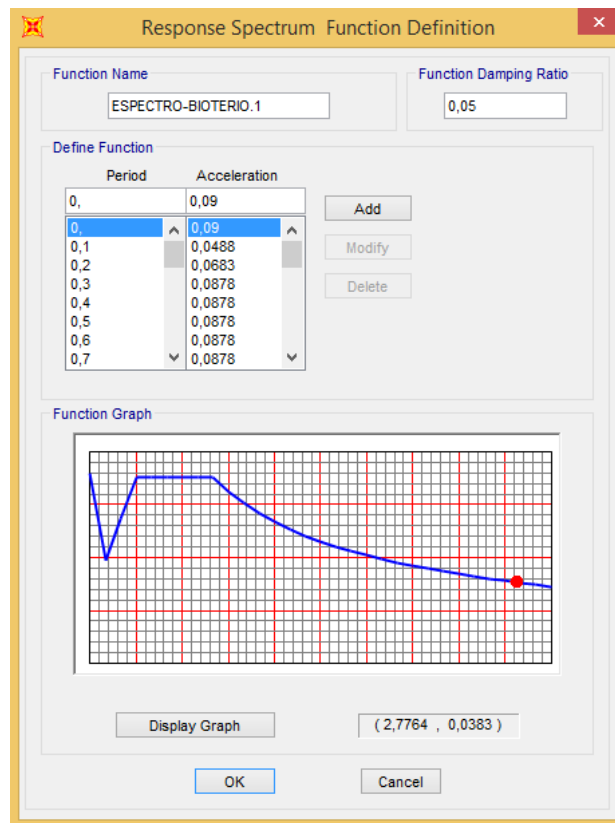 Response Spectrum Function Definition
Function Name
Function Damping Ratio
ESPECTRO-BIOTERIO.1
0,05
Define Function
Period Acceleration
0, 0,09
Add
0, 0,09
0,1 0,0488
Modify
0,2 0,0683
0,3 0,0878
Delete
0,4 0,0878
0,5 0,0878
0,6 0,0878
0,7 0,0878
Function Graph
Display Graph
( 2,7764 , 0,0383 )
OK
Cancel